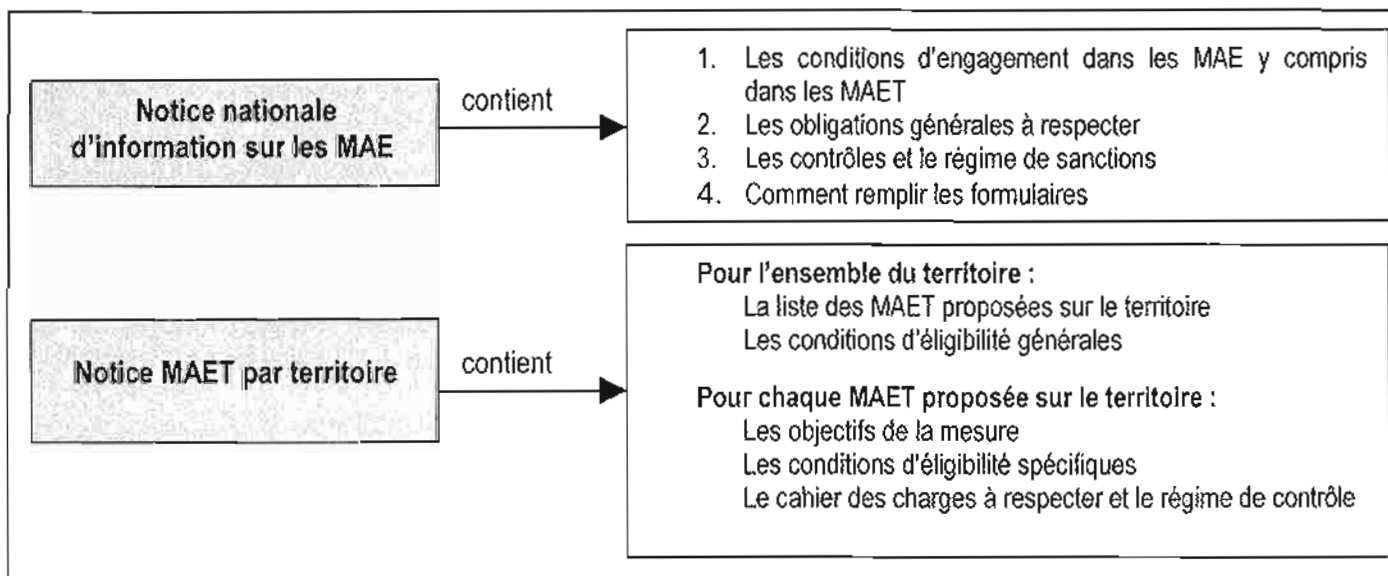 Notice nationale
d'information sur les MAE
contient
1. Les conditions d'engagement dans les MAE y compris
dans les MAET
2. Les obligations générales à respecter
3. Les contrôles et le régime de sanctions
4. Comment remplir les formulaires
Notice MAET par territoire
contient
Pour l'ensemble du territoire :
La liste des MAET proposées sur le territoire
Les conditions d'éligibilité générales
Pour chaque MAET proposée sur le territoire :
Les objectifs de la mesure
Les conditions d'éligibilité spécifiques
Le cahier des charges à respecter et le régime de contrôle